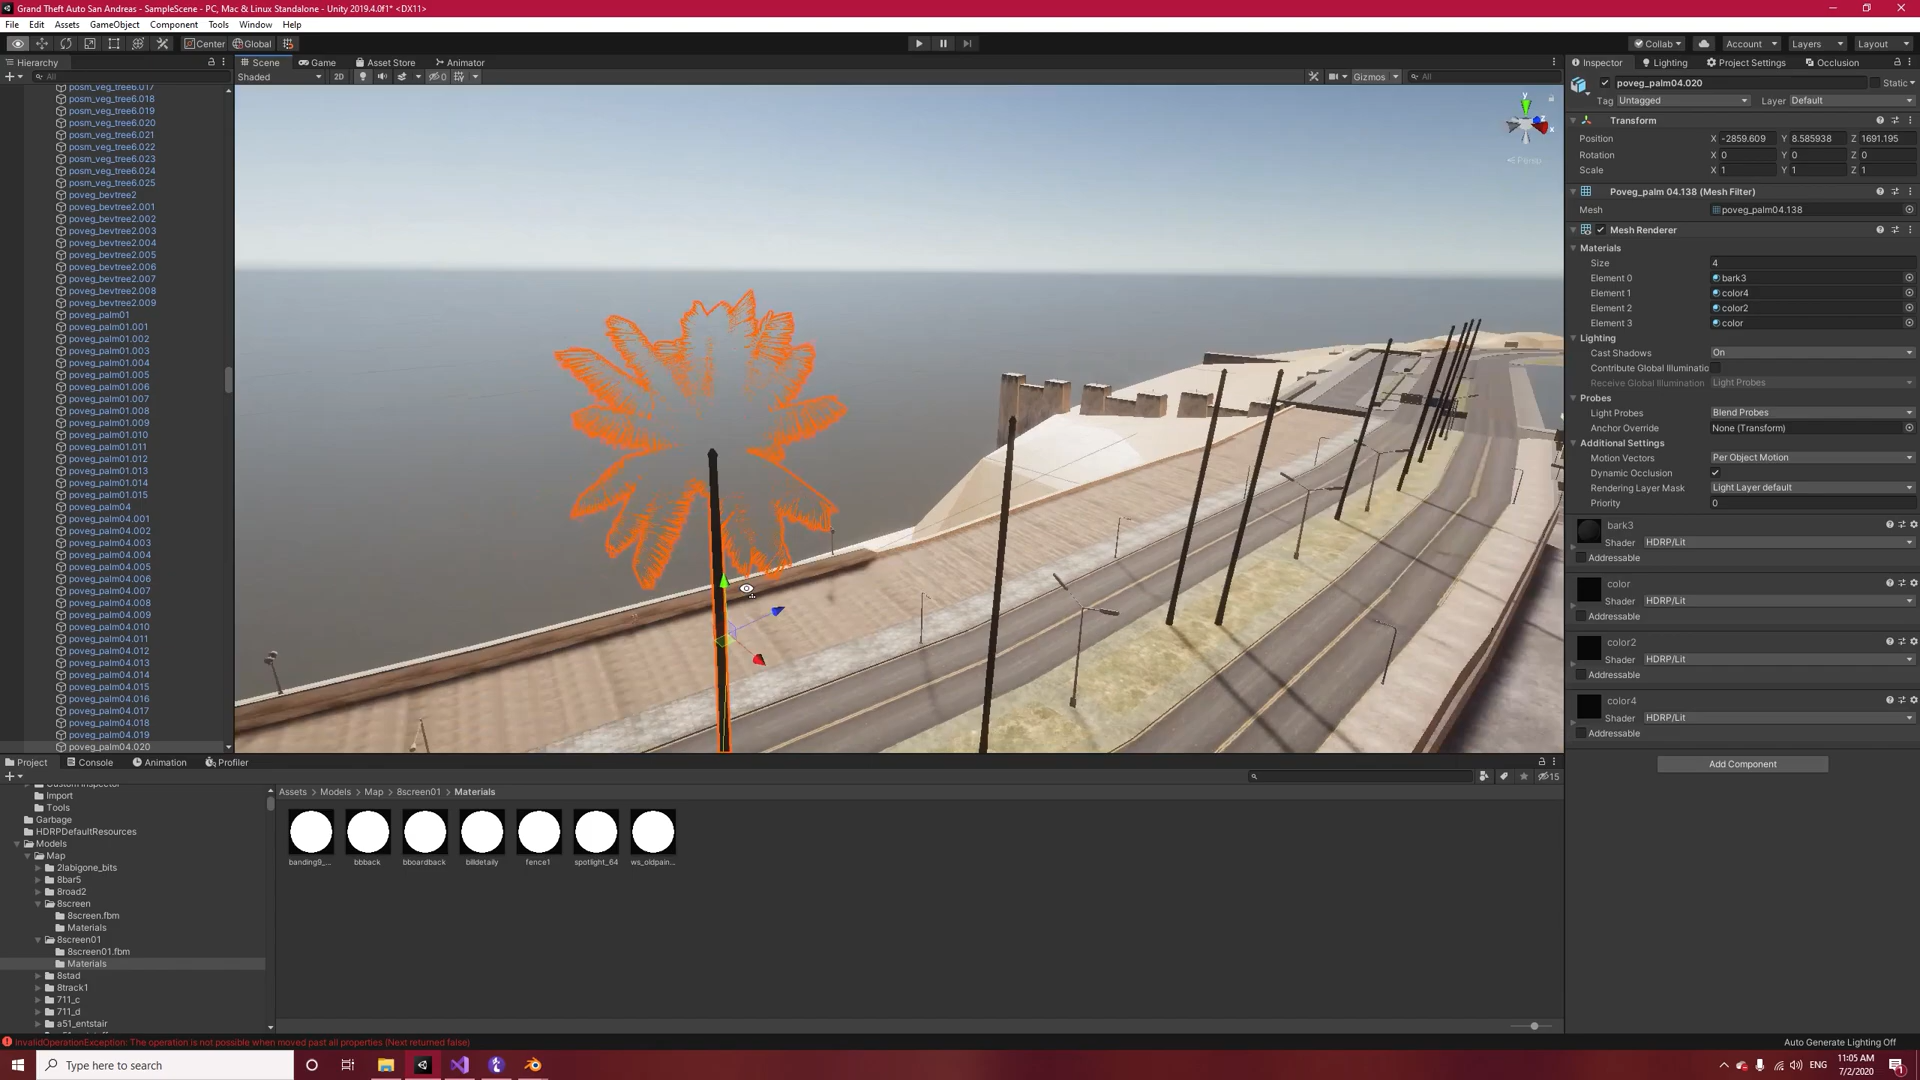 Grand Theft Auto San Andreas - SampleScene - PC, Mac & Linux Standalone - Unity 2019.4.0f1* <DX11>
File Edit Assets GameObject Component Tools Window Help
Center Global Collab Account Layers Layout
Hierarchy
All
posm_veg_tree6.017
posm_veg_tree6.018
posm_veg_tree6.019
posm_veg_tree6.020
posm_veg_tree6.021
posm_veg_tree6.022
posm_veg_tree6.023
posm_veg_tree6.024
posm_veg_tree6.025
poveg_bevtree2
poveg_bevtree2.001
poveg_bevtree2.002
poveg_bevtree2.003
poveg_bevtree2.004
poveg_bevtree2.005
poveg_bevtree2.006
poveg_bevtree2.007
poveg_bevtree2.008
poveg_bevtree2.009
poveg_palm01
poveg_palm01.001
poveg_palm01.002
poveg_palm01.003
poveg_palm01.004
poveg_palm01.005
poveg_palm01.006
poveg_palm01.007
poveg_palm01.008
poveg_palm01.009
poveg_palm01.010
poveg_palm01.011
poveg_palm01.012
poveg_palm01.013
poveg_palm01.014
poveg_palm01.015
poveg_palm04
poveg_palm04.001
poveg_palm04.002
poveg_palm04.003
poveg_palm04.004
poveg_palm04.005
poveg_palm04.006
poveg_palm04.007
poveg_palm04.008
poveg_palm04.009
poveg_palm04.010
poveg_palm04.011
poveg_palm04.012
poveg_palm04.013
poveg_palm04.014
poveg_palm04.015
poveg_palm04.016
poveg_palm04.017
poveg_palm04.018
poveg_palm04.019
poveg_palm04.020
Scene Game Asset Store Animator
Shaded 2D 0 Gizmos All
y
x
Persp
Inspector Lighting Project Settings Occlusion
poveg_palm04.020 Static
Tag Untagged Layer Default
Transform
Position X -2859.609 Y 8.585938 Z 1691.195
Rotation X 0 Y 0 Z 0
Scale X 1 Y 1 Z 1
Poveg_palm 04.138 (Mesh Filter)
Mesh poveg_palm04.138
Mesh Renderer
Materials
Size 4
Element 0 bark3
Element 1 color4
Element 2 color2
Element 3 color
Lighting
Cast Shadows On
Contribute Global Illuminatio
Receive Global Illumination Light Probes
Probes
Light Probes Blend Probes
Anchor Override None (Transform)
Additional Settings
Motion Vectors Per Object Motion
Dynamic Occlusion
Rendering Layer Mask Light Layer default
Priority 0
bark3
Shader HDRP/Lit
Addressable
color
Shader HDRP/Lit
Addressable
color2
Shader HDRP/Lit
Addressable
color4
Shader HDRP/Lit
Addressable
Add Component
Project Console Animation Profiler
15
Import
Tools
Garbage
HDRPDefaultResources
Models
Map
2labigone_bits
8bar5
8road2
8screen
8screen.fbm
Materials
8screen01
8screen01.fbm
Materials
8stad
8track1
711_c
711_d
a51_entstair
Assets > Models > Map > 8screen01 > Materials
banding9_... bbback bboardback billdetaily fence1 spotlight_64 ws_oldpain...
InvalidOperationException: The operation is not possible when moved past all properties (Next returned false)
Auto Generate Lighting Off
Type here to search
ENG
11:05 AM
7/2/2020
1